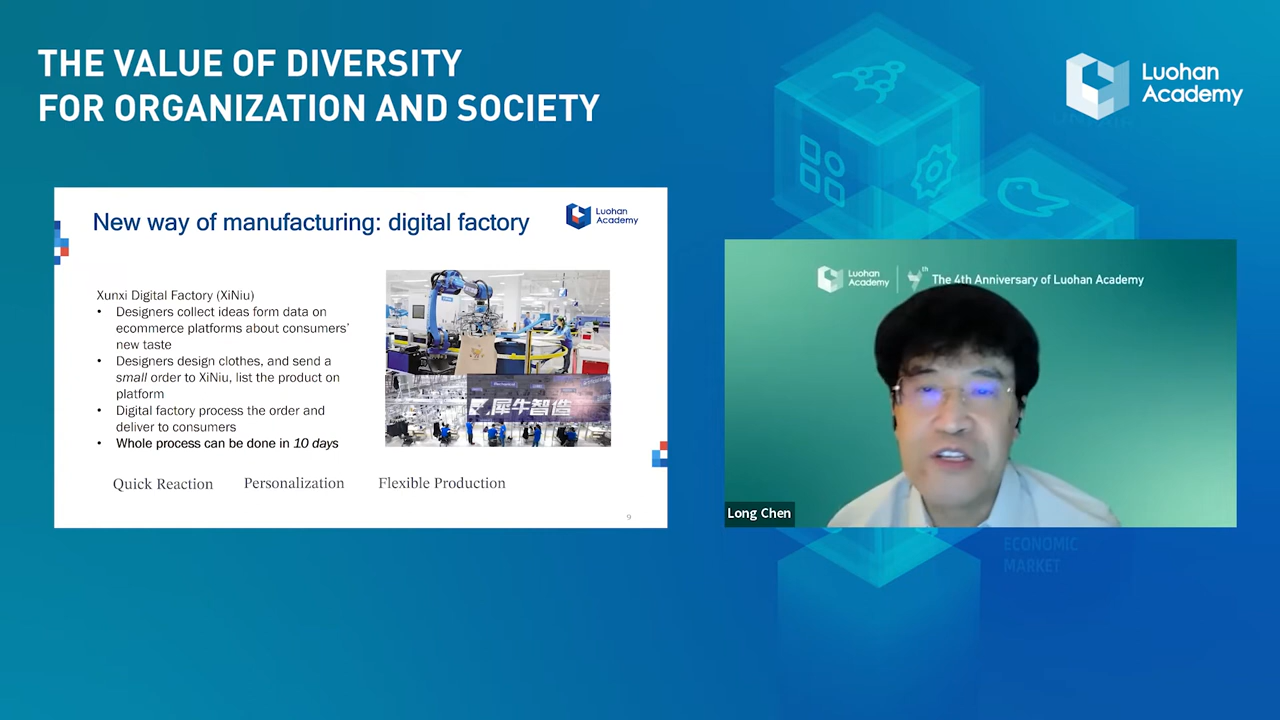 THE VALUE OF DIVERSITY
FOR ORGANIZATION AND SOCIETY
Luohan
Academy
New way of manufacturing: digital factory
Luohan
Academy
Xunxi Digital Factory (XiNiu)
• Designers collect ideas form data on
ecommerce platforms about consumers’
new taste
• Designers design clothes, and send a
small order to XiNiu, list the product on
platform
• Digital factory process the order and
deliver to consumers
• Whole process can be done in 10 days
犀牛智造
Quick Reaction
Personalization
Flexible Production
9
Luohan
Academy
th
The 4th Anniversary of Luohan Academy
Long Chen
ECONOMIC
MARKET